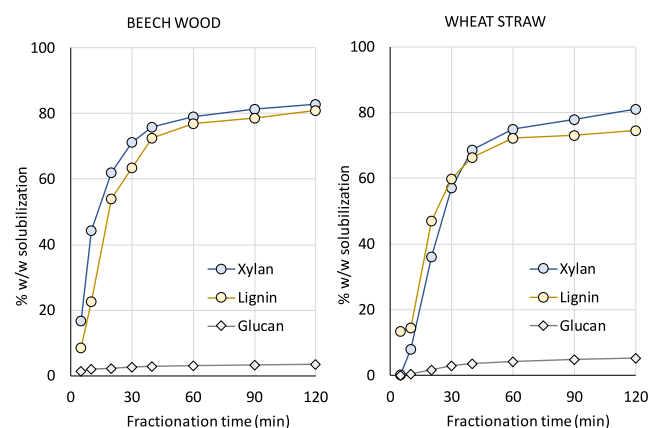 BEECH WOOD
100
80
60
40
20
0
% w/w solubilization
Xylan
Lignin
Glucan
0 30 60 90 120
Fractionation time (min)
WHEAT STRAW
100
80
60
40
20
0
% w/w solubilization
Xylan
Lignin
Glucan
0 30 60 90 120
Fractionation time (min)